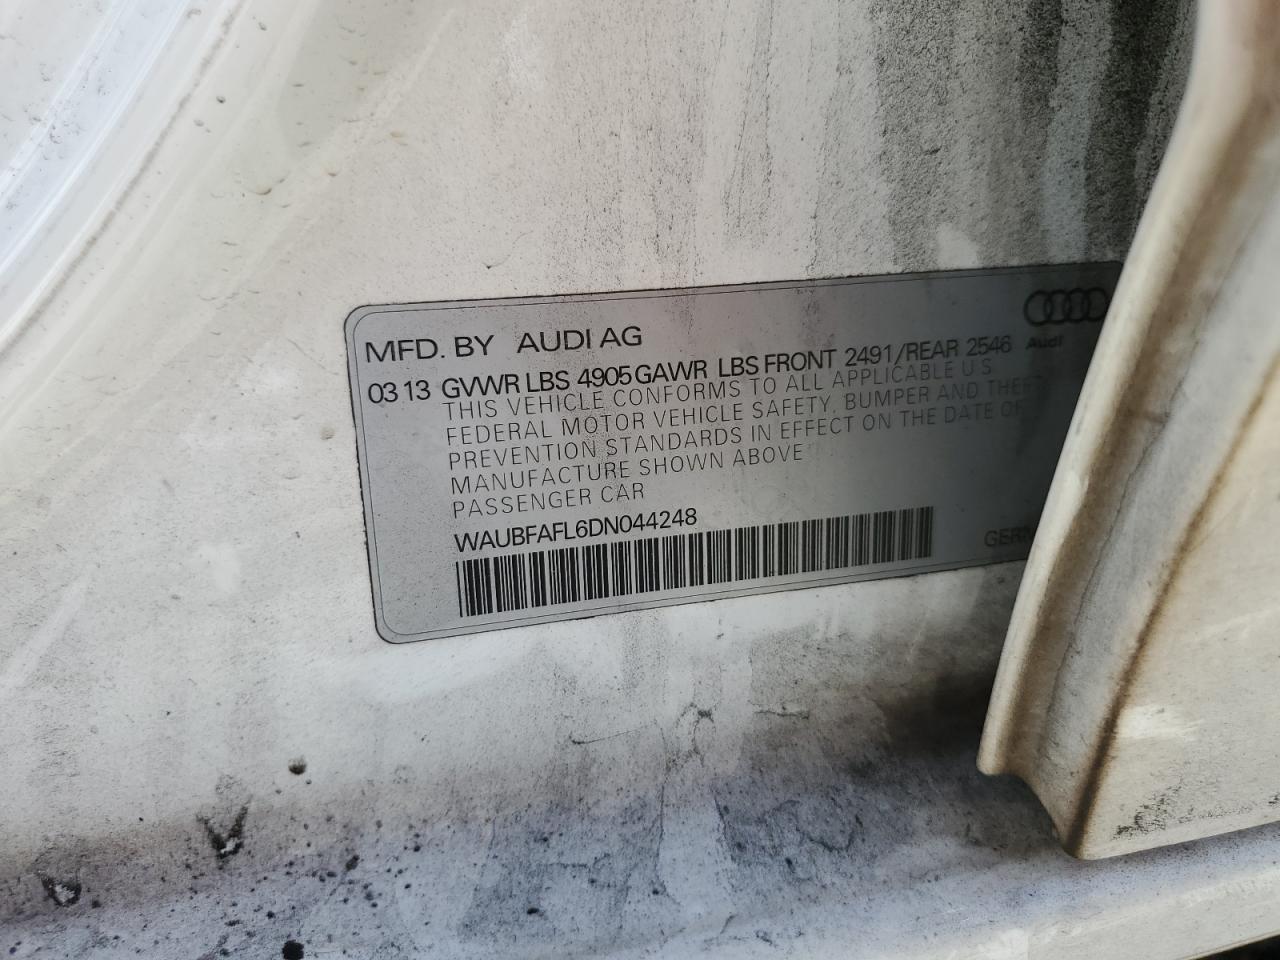 MFD. BY AUDI AG
Audi
03 13 GVWR LBS 4905 GAWR LBS FRONT 2491/REAR 2546
THIS VEHICLE CONFORMS TO ALL APPLICABLE U S
FEDERAL MOTOR VEHICLE SAFETY, BUMPER AND THEFT
PREVENTION STANDARDS IN EFFECT ON THE DATE OF
MANUFACTURE SHOWN ABOVE
PASSENGER CAR
WAUBFAFL6DN044248